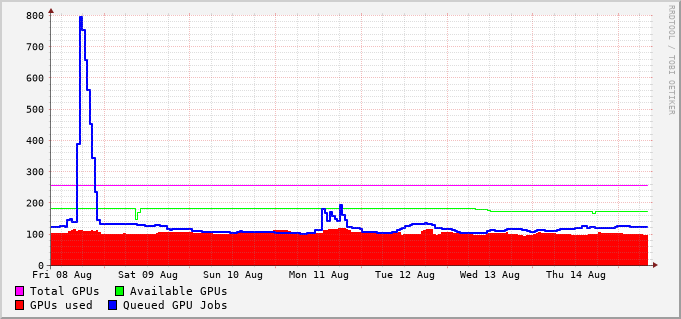 800
700
600
500
400
300
200
100
0
Fri 08 Aug Sat 09 Aug Sun 10 Aug Mon 11 Aug Tue 12 Aug Wed 13 Aug Thu 14 Aug
Total GPUs Available GPUs
GPUs used Queued GPU Jobs
RRDTOOL / TOBI OETIKER